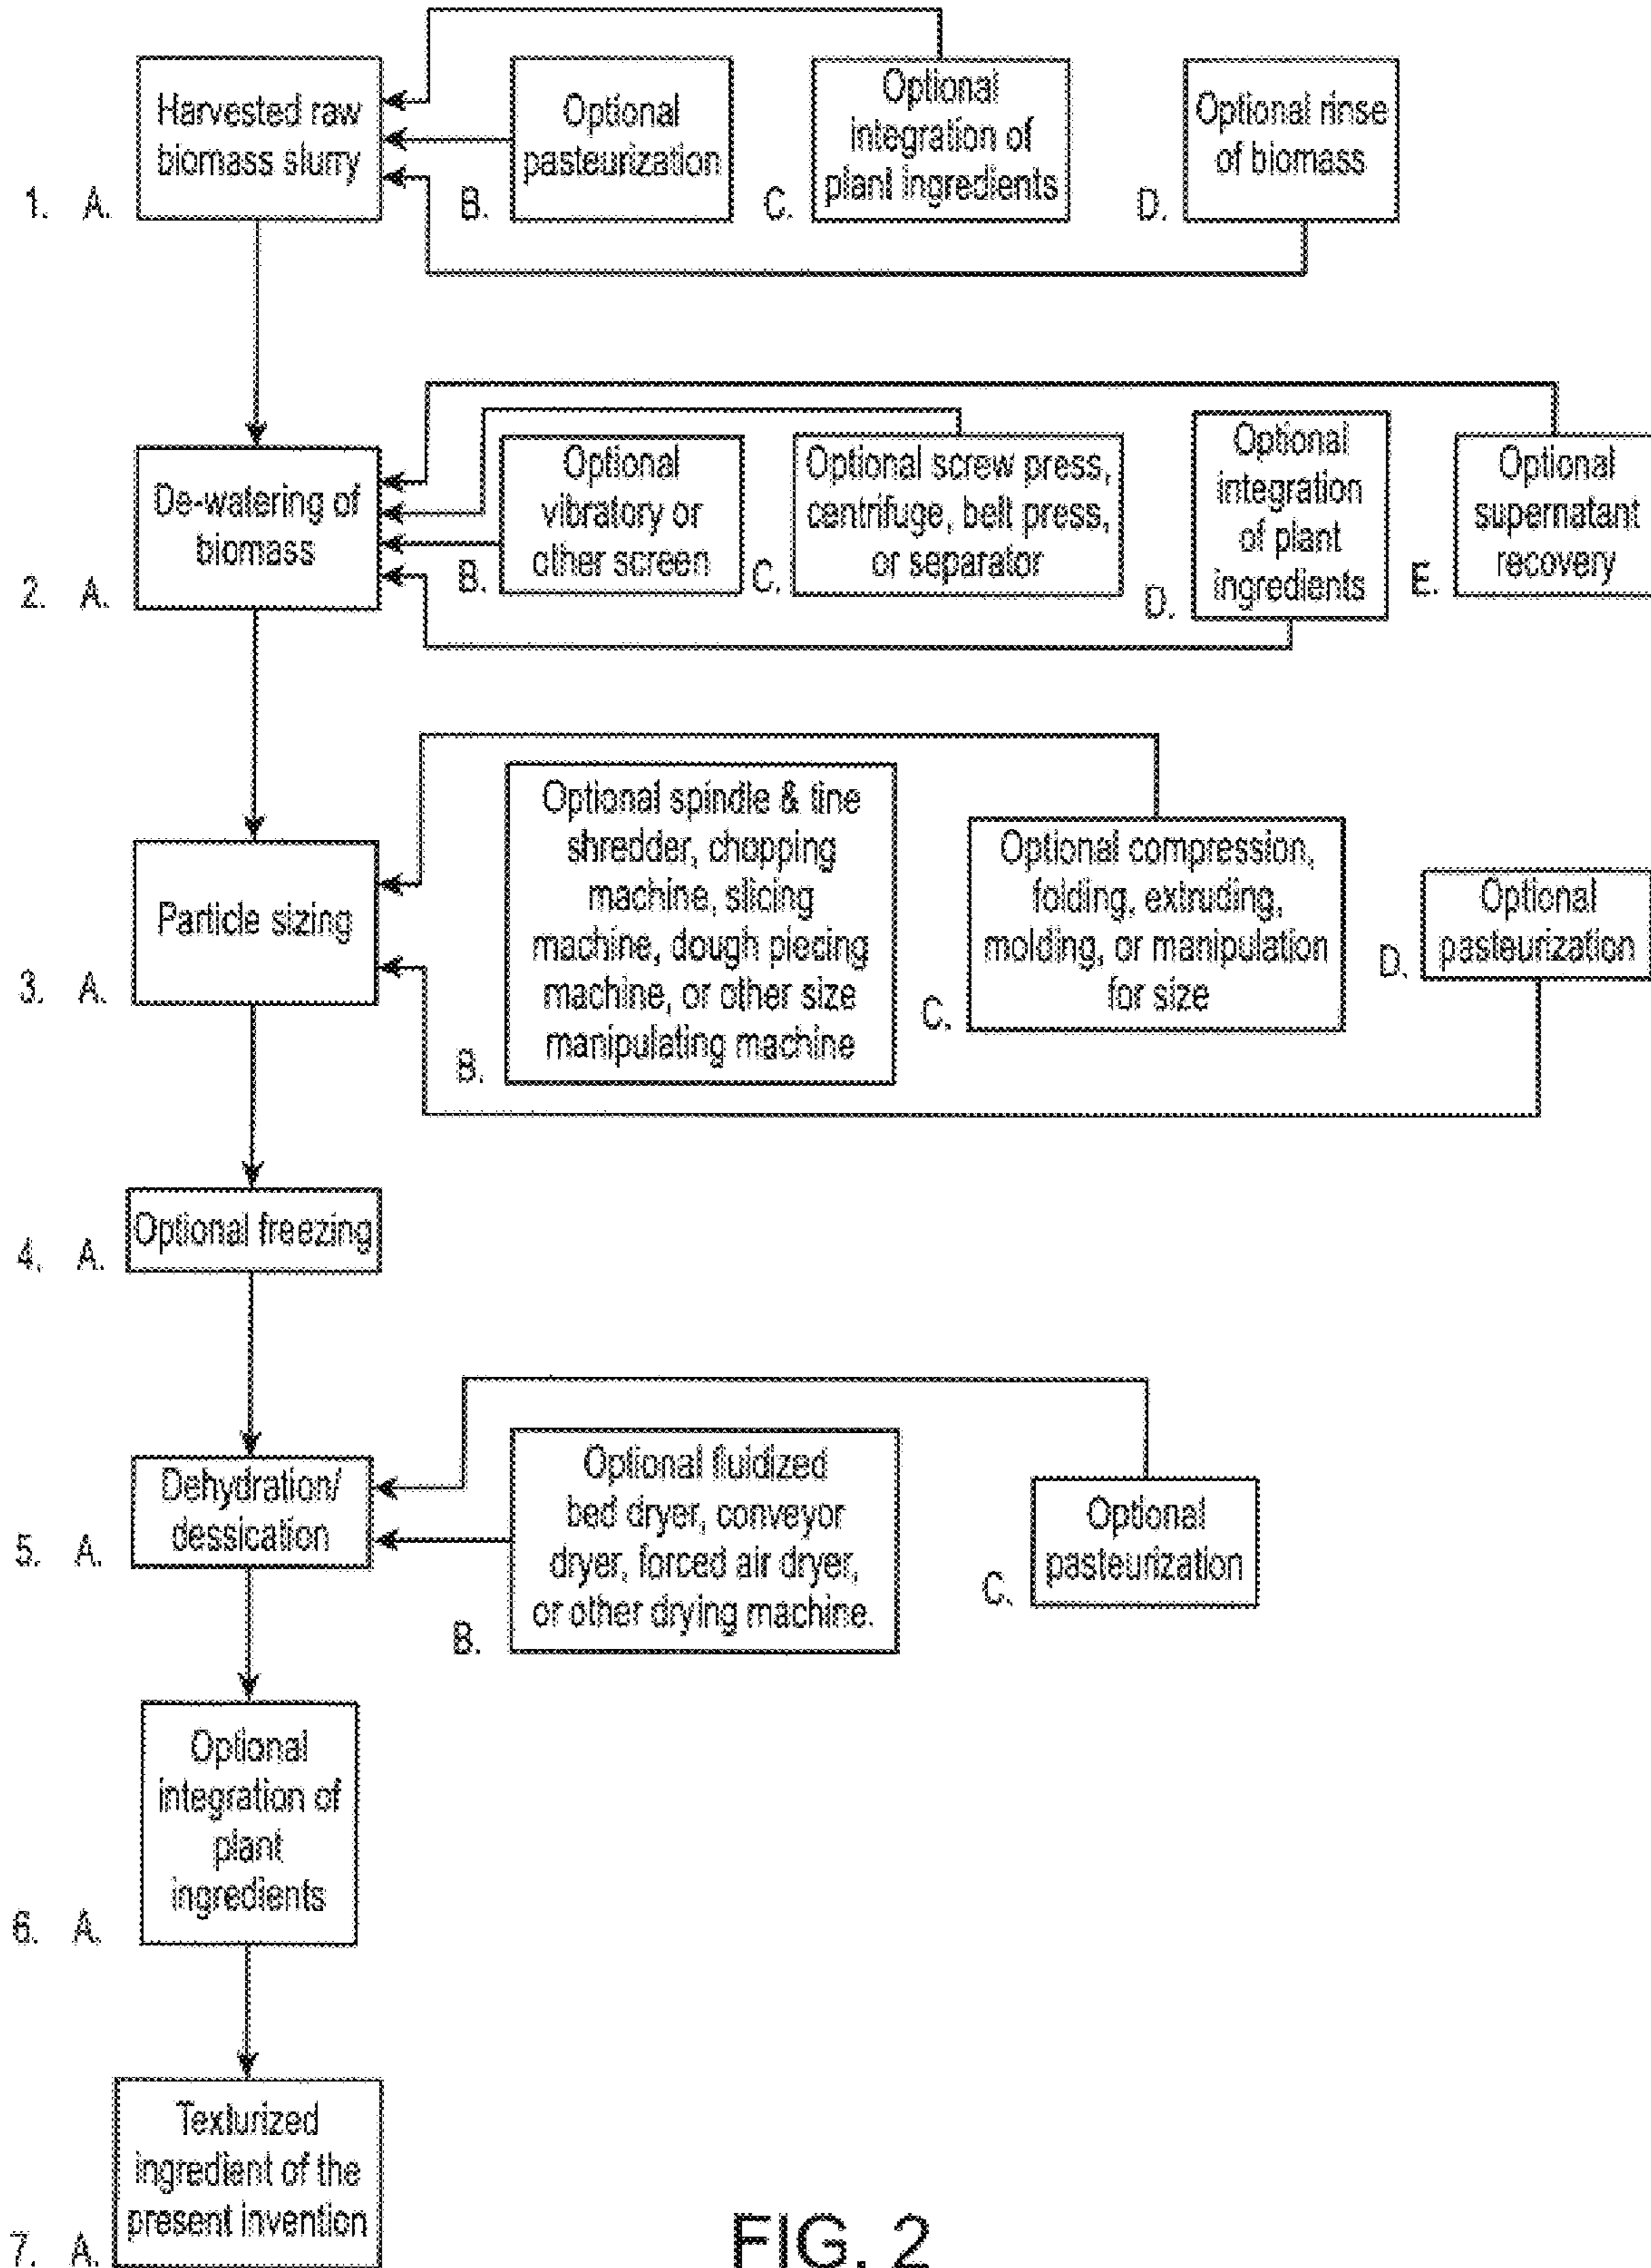 Harvested raw
biomass slurry
1. A.
Optional
pasteurization
B.
Optional
integration of
plant ingredients
C.
Optional rinse
of biomass
D.
De-watering of
biomass
2. A.
Optional
vibratory or
other screen
B.
Optional screw press,
centrifuge, belt press,
or separator
C.
Optional
integration
of plant
ingredients
D.
Optional
supernatant
recovery
E.
Particle sizing
3. A.
Optional spindle & tine
shredder, chopping
machine, slicing
machine, dough piecing
machine, or other size
manipulating machine
B.
Optional compression,
folding, extruding,
molding, or manipulation
for size
C.
Optional
pasteurization
D.
Optional freezing
4. A.
Dehydration/
dessication
5. A.
Optional fluidized
bed dryer, conveyor
dryer, forced air dryer,
or other drying machine.
B.
Optional
pasteurization
C.
Optional
integration of
plant
ingredients
6. A.
Texturized
ingredient of the
present invention
7. A.
FIG. 2